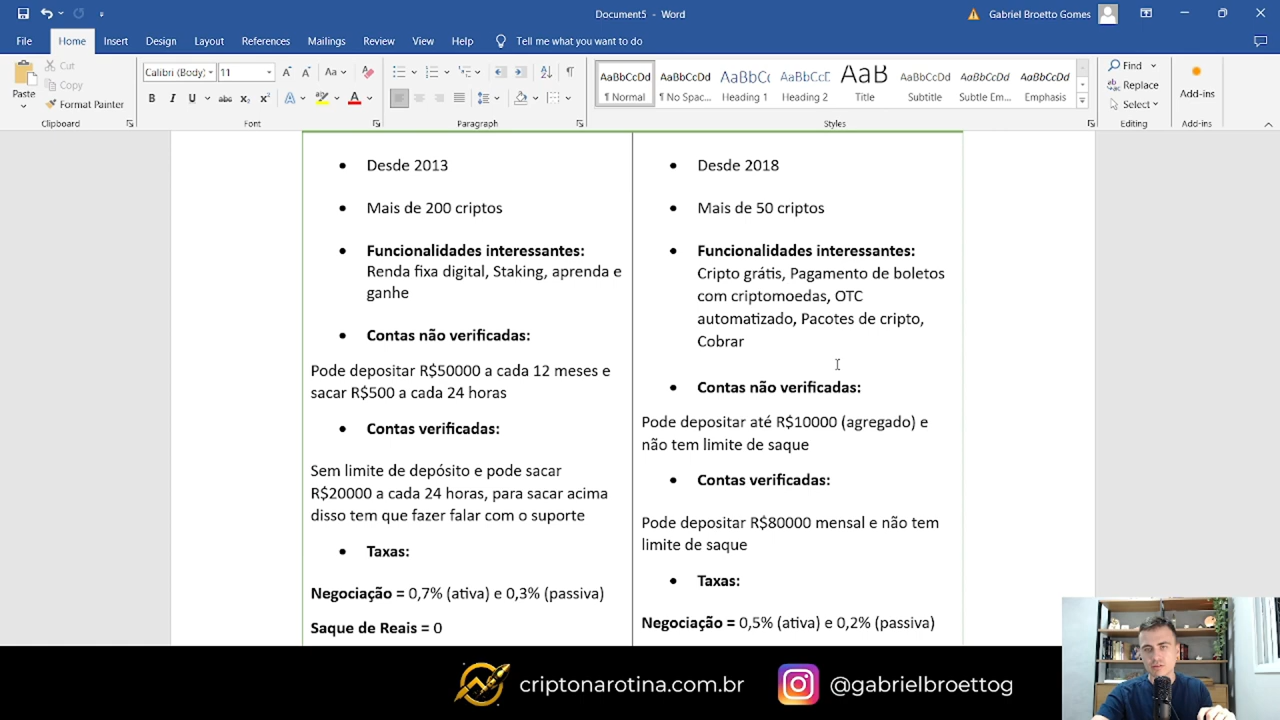 Document5 - Word
Gabriel Broetto Gomes
File
Home
Insert
Design
Layout
References
Mailings
Review
View
Help
Tell me what you want to do
Paste
Cut
Copy
Format Painter
Clipboard
Calibri (Body)
11
Font
Paragraph
AaBbCcDd
¶ Normal
AaBbCcDd
¶ No Spac...
AaBbC
Heading 1
AaBbCcD
Heading 2
AaB
Title
AaBbCcDd
Subtitle
AaBbCcDd
Subtle Em...
AaBbCcDd
Emphasis
Styles
Find
Replace
Select
Editing
Add-ins
Add-ins
• Desde 2013
• Mais de 200 criptos
• Funcionalidades interessantes:
Renda fixa digital, Staking, aprenda e
ganhe
• Contas não verificadas:
Pode depositar R$50000 a cada 12 meses e
sacar R$500 a cada 24 horas
• Contas verificadas:
Sem limite de depósito e pode sacar
R$20000 a cada 24 horas, para sacar acima
disso tem que fazer falar com o suporte
• Taxas:
Negociação = 0,7% (ativa) e 0,3% (passiva)
Saque de Reais = 0
• Desde 2018
• Mais de 50 criptos
• Funcionalidades interessantes:
Cripto grátis, Pagamento de boletos
com criptomoedas, OTC
automatizado, Pacotes de cripto,
Cobrar
• Contas não verificadas:
Pode depositar até R$10000 (agregado) e
não tem limite de saque
• Contas verificadas:
Pode depositar R$80000 mensal e não tem
limite de saque
• Taxas:
Negociação = 0,5% (ativa) e 0,2% (passiva)
criptonarotina.com.br
@gabrielbroettog